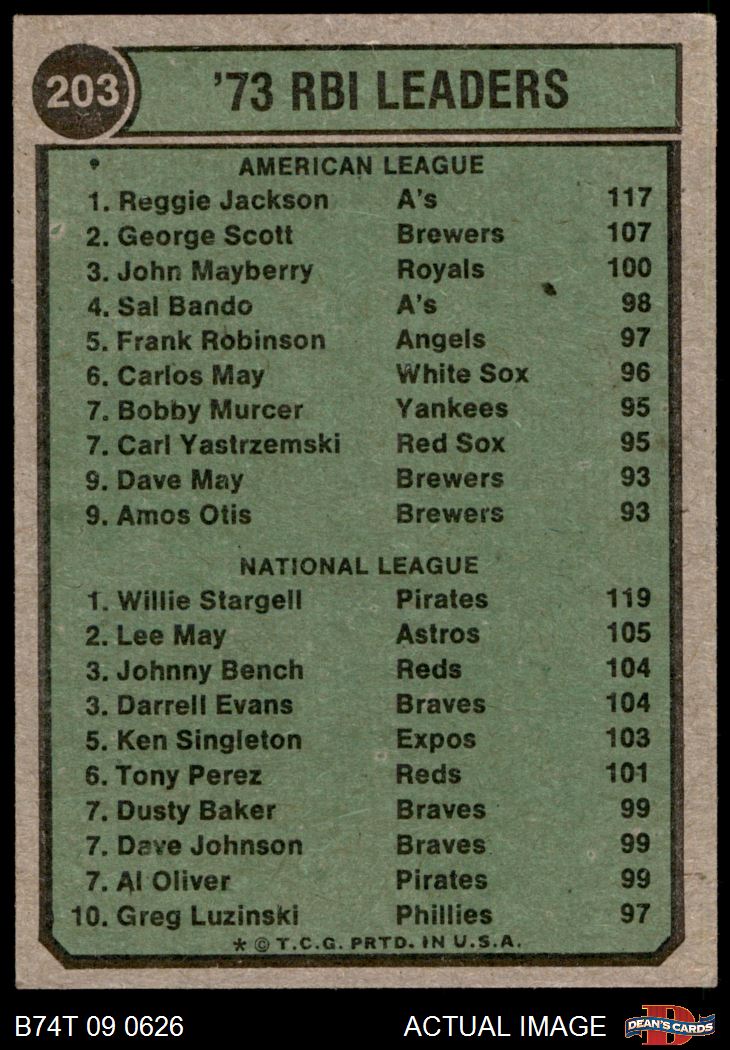 203
'73 RBI LEADERS
AMERICAN LEAGUE
1. Reggie Jackson A's 117
2. George Scott Brewers 107
3. John Mayberry Royals 100
4. Sal Bando A's 98
5. Frank Robinson Angels 97
6. Carlos May White Sox 96
7. Bobby Murcer Yankees 95
7. Carl Yastrzemski Red Sox 95
9. Dave May Brewers 93
9. Amos Otis Brewers 93
NATIONAL LEAGUE
1. Willie Stargell Pirates 119
2. Lee May Astros 105
3. Johnny Bench Reds 104
3. Darrell Evans Braves 104
5. Ken Singleton Expos 103
6. Tony Perez Reds 101
7. Dusty Baker Braves 99
7. Dave Johnson Braves 99
7. Al Oliver Pirates 99
10. Greg Luzinski Phillies 97
* © T.C.G. PRTD. IN U.S.A.
B74T 09 0626 ACTUAL IMAGE
D DEAN'S CARDS